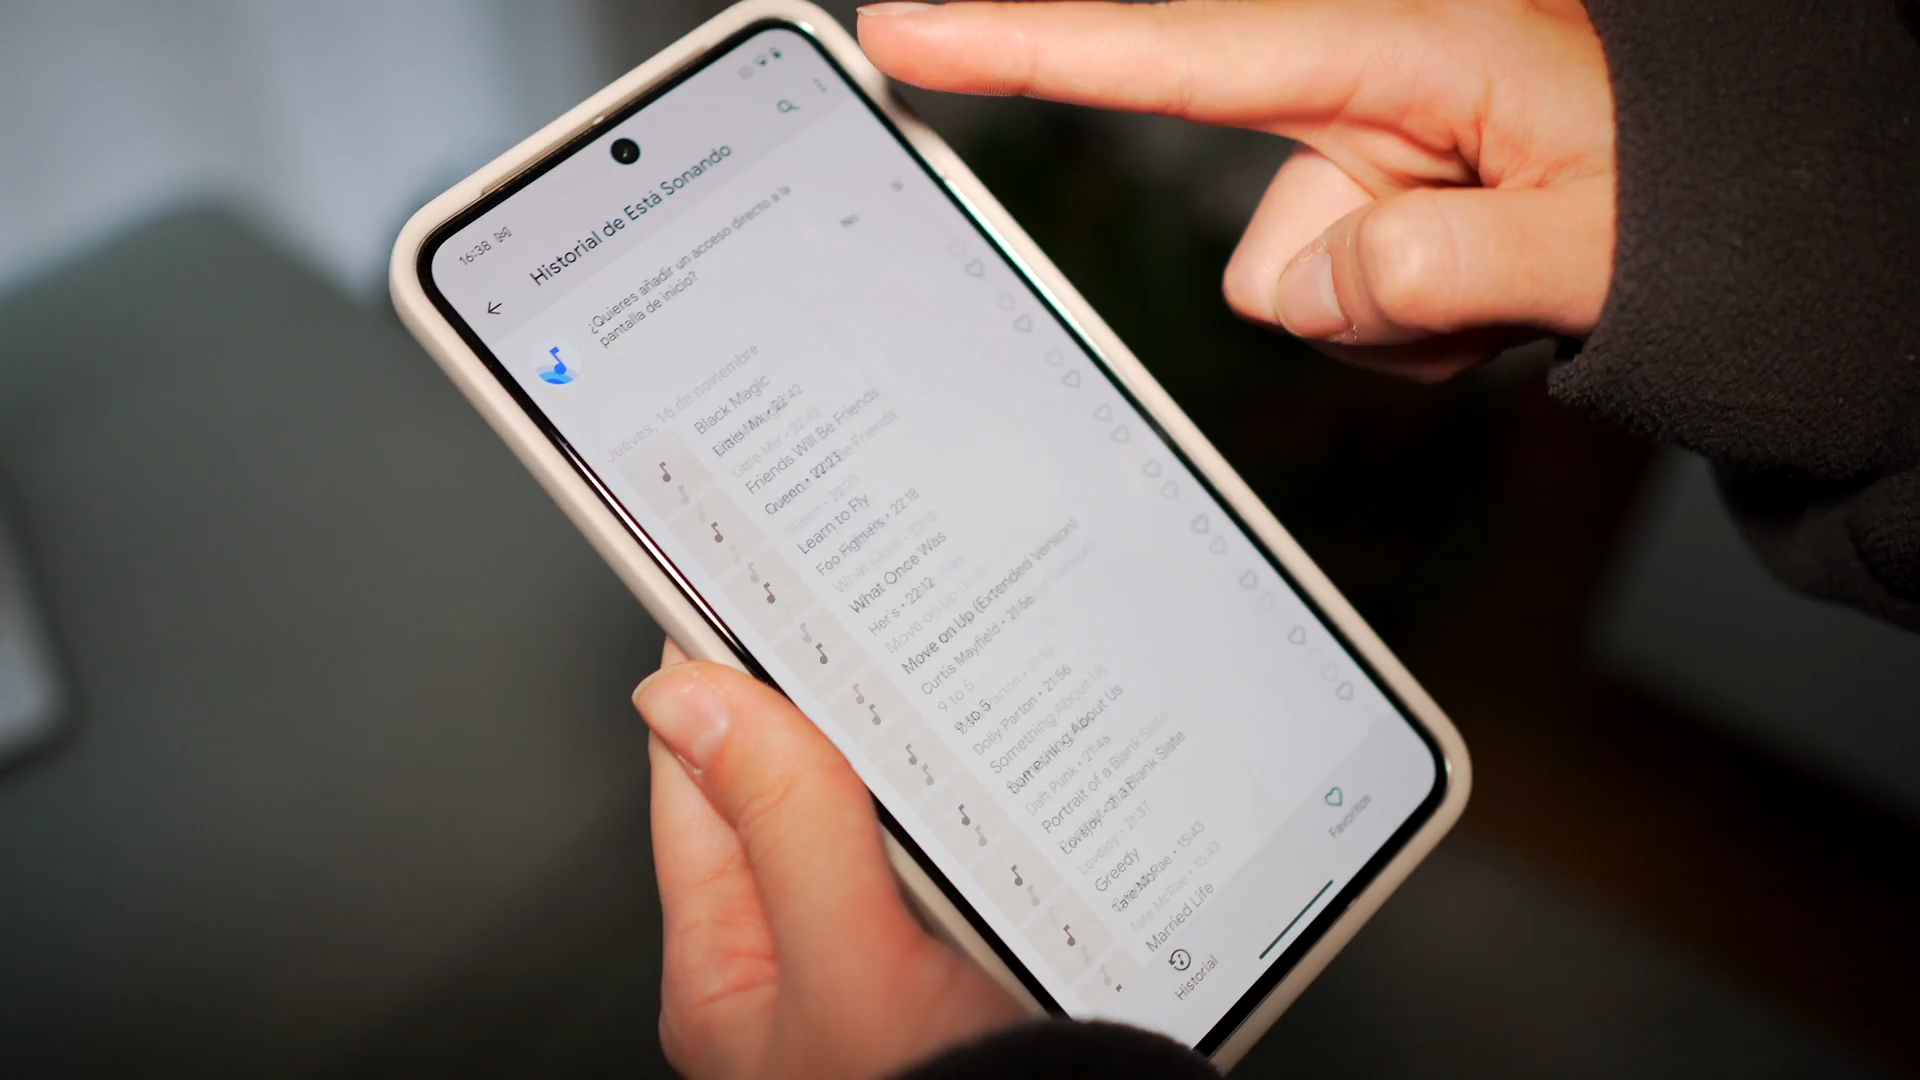 16:38
Historial de Está Sonando
¿Quieres añadir un acceso directo a la
pantalla de inicio?
No
Jueves, 16 de noviembre
Black Magic
Little Mix • 22:42
Friends Will Be Friends
Queen • 22:23
Learn to Fly
Foo Fighters • 22:18
What Once Was
Her's • 22:12
Move on Up (Extended Version)
Curtis Mayfield • 21:56
9 to 5
Dolly Parton • 21:56
Something About Us
Daft Punk • 21:45
Portrait of a Blank Slate
Lovejoy • 21:37
Greedy
Tate McRae • 15:43
Married Life
Historial
Favoritos